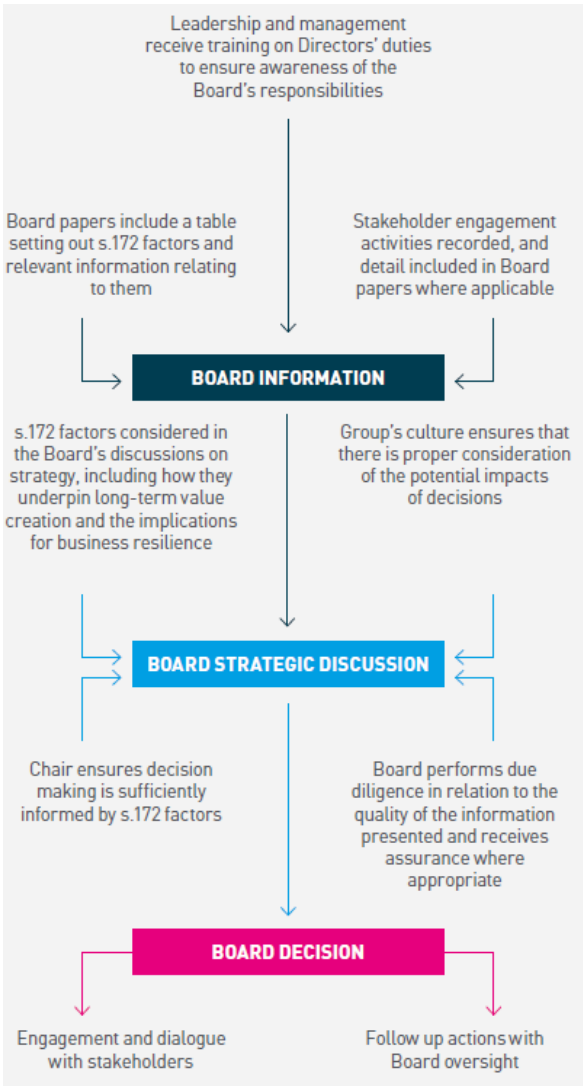 Leadership and management
receive training on Directors' duties
to ensure awareness of the
Board's responsibilities
Board papers include a table
setting out s.172 factors and
relevant information relating
to them
Stakeholder engagement
activities recorded, and
detail included in Board
papers where applicable
BOARD INFORMATION
s.172 factors considered in
the Board's discussions on
strategy, including how they
underpin long-term value
creation and the implications
for business resilience
Group's culture ensures that
there is proper consideration
of the potential impacts
of decisions
BOARD STRATEGIC DISCUSSION
Chair ensures decision
making is sufficiently
informed by s.172 factors
Board performs due
diligence in relation to the
quality of the information
presented and receives
assurance where
appropriate
BOARD DECISION
Engagement and dialogue
with stakeholders
Follow up actions with
Board oversight